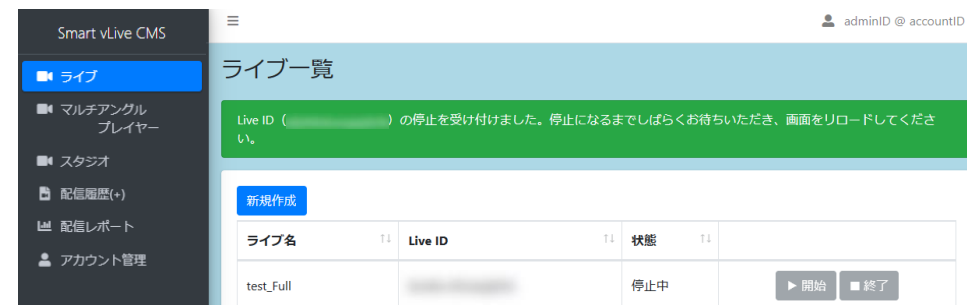 Smart vLive CMS
adminID @ accountID
ライブ
マルチアングル
プレイヤー
スタジオ
配信履歴(+)
配信レポート
アカウント管理
ライブ一覧
Live ID（ ）の停止を受け付けました。停止になるまでしばらくお待ちいただき、画面をリロードしてくださ
い。
新規作成
ライブ名 Live ID 状態
test_Full 停止中 開始 終了